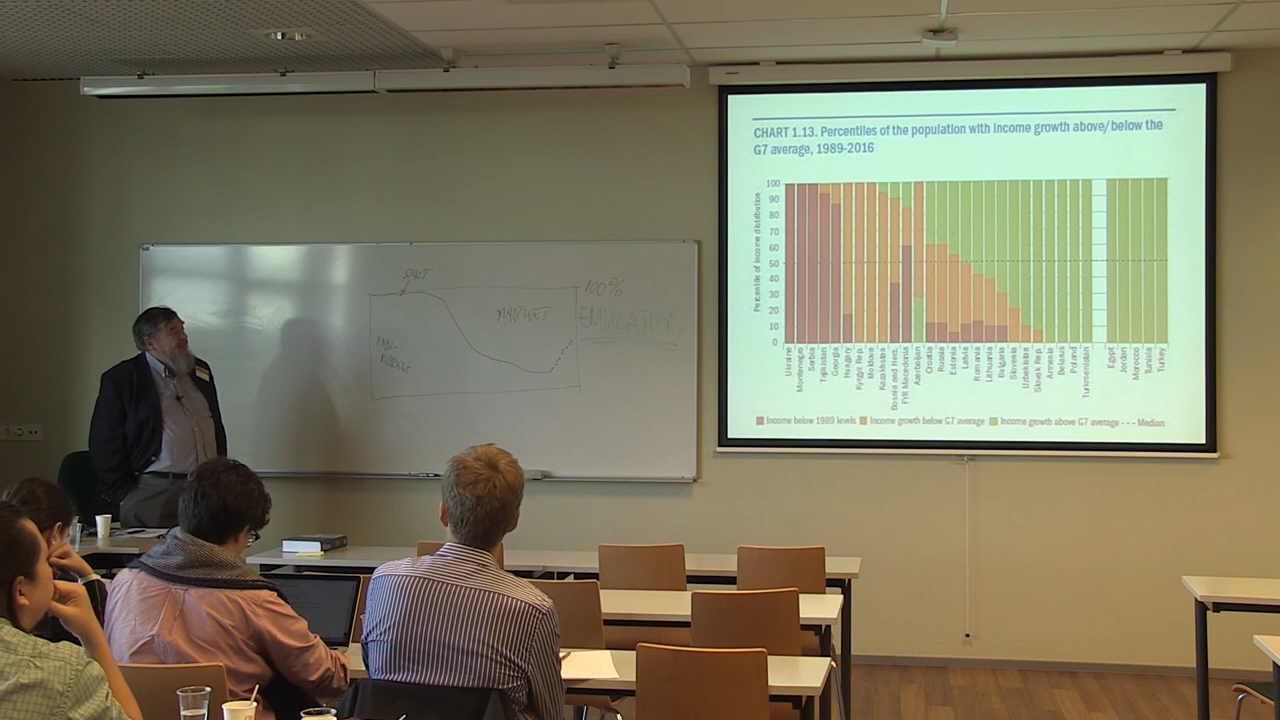 CHART 1.13. Percentiles of the population with income growth above/below the
G7 average, 1989-2016
Percentile of income distribution
100
90
80
70
60
50
40
30
20
10
0
Ukraine
Montenegro
Serbia
Tajikistan
Georgia
Hungary
Kyrgyz Rep.
Moldova
Kazakhstan
Bosnia and Herz.
FYR Macedonia
Azerbaijan
Croatia
Russia
Estonia
Latvia
Romania
Lithuania
Bulgaria
Slovenia
Uzbekistan
Slovak Rep.
Armenia
Belarus
Poland
Turkmenistan
Egypt
Jordan
Morocco
Tunisia
Turkey
Income below 1989 levels
Income growth below G7 average
Income growth above G7 average
Median
100%
MARKET
EMULATION